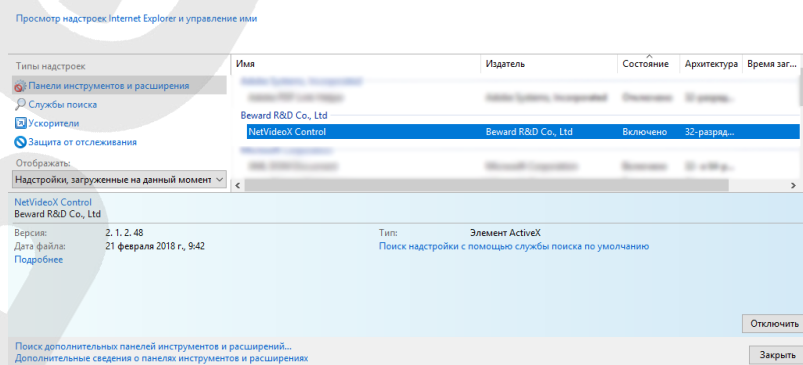 Просмотр надстроек Internet Explorer и управление ими
Типы надстроек
Панели инструментов и расширения
Службы поиска
Ускорители
Защита от отслеживания
Отображать:
Надстройки, загруженные на данный момент
Имя Издатель Состояние Архитектура Время заг...
Beward R&D Co., Ltd
NetVideoX Control Beward R&D Co., Ltd Включено 32-разряд...
NetVideoX Control
Beward R&D Co., Ltd
Версия: 2. 1. 2. 48 Тип: Элемент ActiveX
Дата файла: 21 февраля 2018 г., 9:42 Поиск надстройки с помощью службы поиска по умолчанию
Подробнее
Отключить
Поиск дополнительных панелей инструментов и расширений...
Дополнительные сведения о панелях инструментов и расширениях
Закрыть